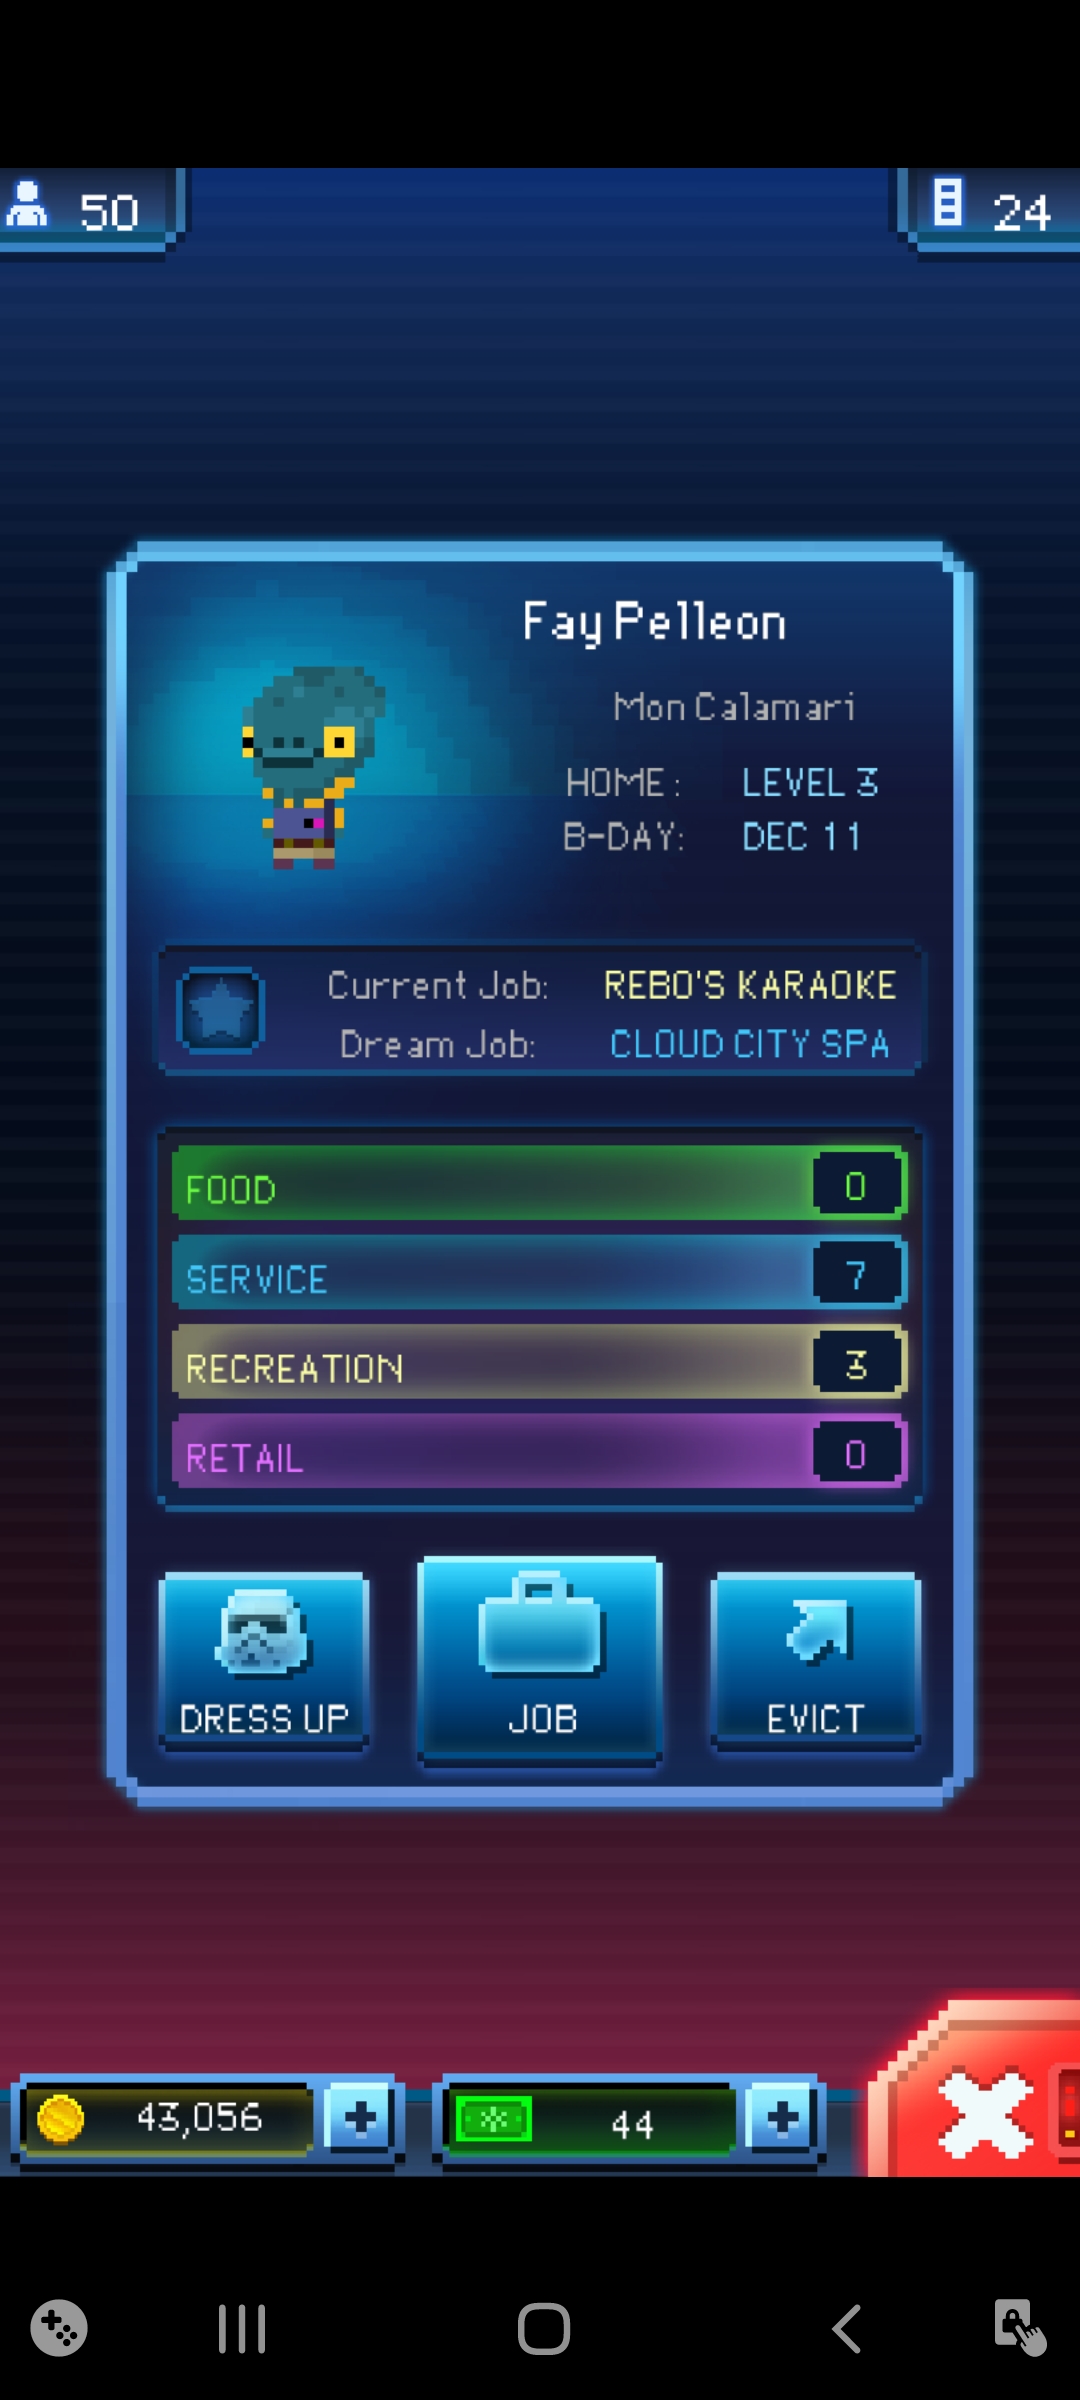 50
24
Fay Pelleon
Mon Calamari
HOME: LEVEL 3
B-DAY: DEC 11
Current Job: REBO'S KARAOKE
Dream Job: CLOUD CITY SPA
FOOD 0
SERVICE 7
RECREATION 3
RETAIL 0
DRESS UP
JOB
EVICT
43,056
44